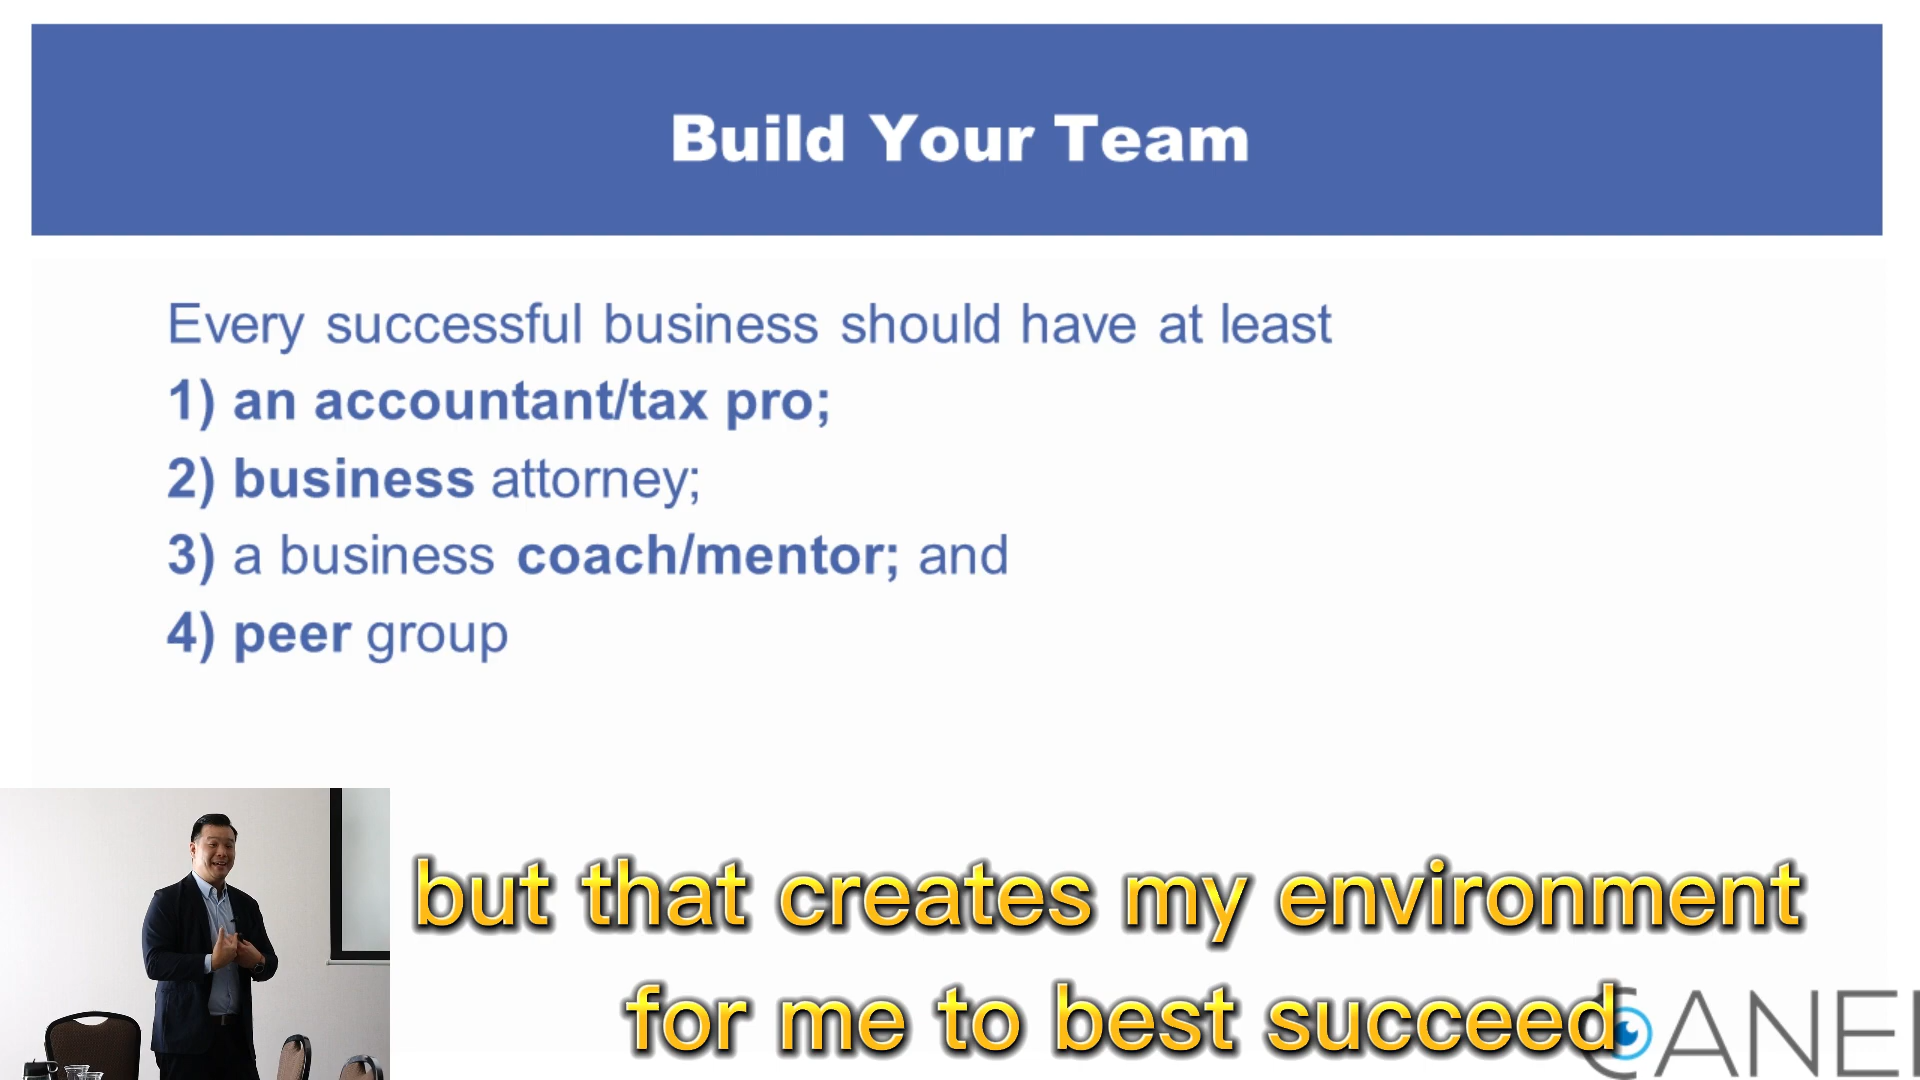 Build Your Team
Every successful business should have at least
1) an accountant/tax pro;
2) business attorney;
3) a business coach/mentor; and
4) peer group
but that creates my environment
for me to best succeed